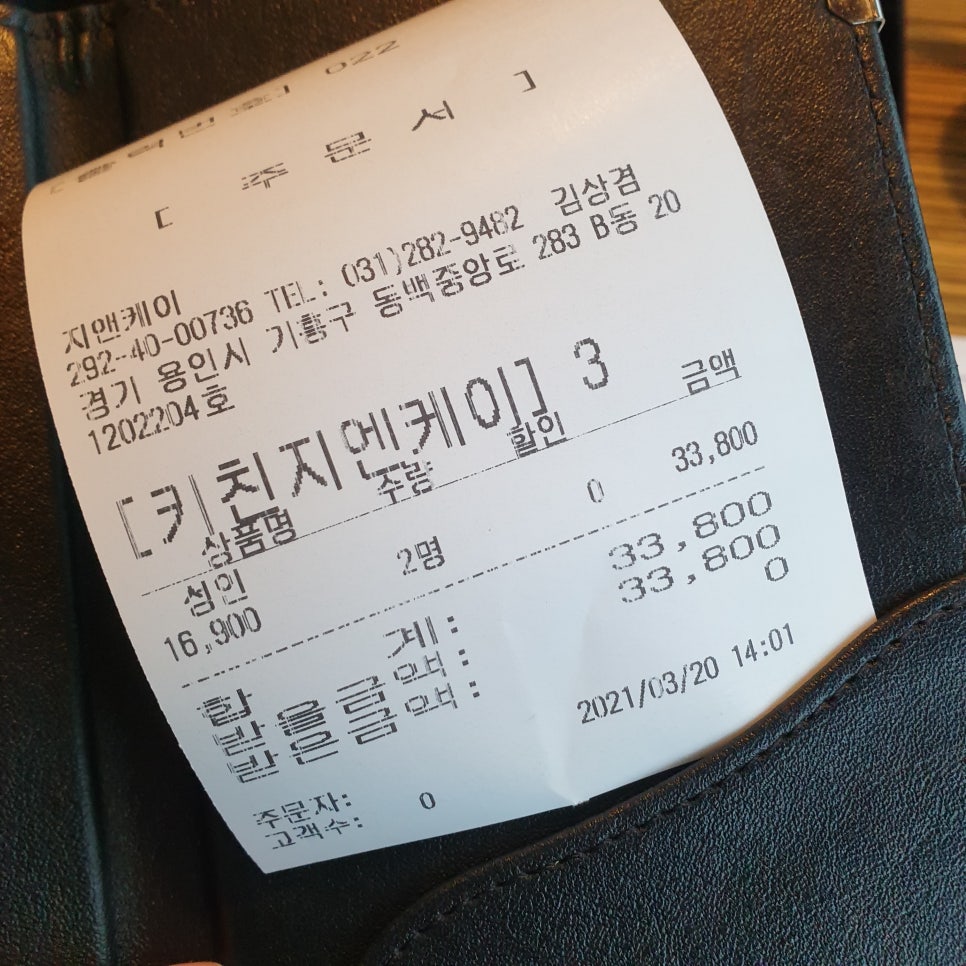 022
[ 주 문 서 ]
지앤케이
292-40-00736 TEL: 031)282-9482 김상겸
경기 용인시 기흥구 동백중앙로 283 B동 20
1202204호
[키친지엔케이] 3
상품명 수량 할인 금액
성인 2명 0 33,800
16,900
합 계: 33,800
받을금액: 33,800
받은금액: 0
2021/03/20 14:01
주문자:
고객수: 0